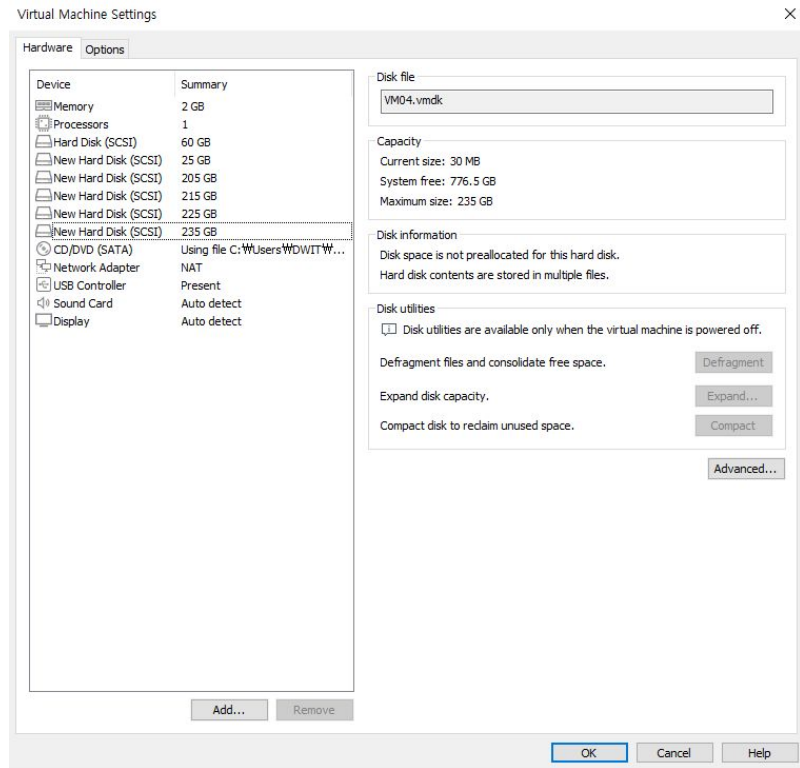 Virtual Machine Settings
Hardware Options
Device Summary
Memory 2 GB
Processors 1
Hard Disk (SCSI) 60 GB
New Hard Disk (SCSI) 25 GB
New Hard Disk (SCSI) 205 GB
New Hard Disk (SCSI) 215 GB
New Hard Disk (SCSI) 225 GB
New Hard Disk (SCSI) 235 GB
CD/DVD (SATA) Using file C:₩Users₩DWIT₩...
Network Adapter NAT
USB Controller Present
Sound Card Auto detect
Display Auto detect
Add... Remove
Disk file
VM04.vmdk
Capacity
Current size: 30 MB
System free: 776.5 GB
Maximum size: 235 GB
Disk information
Disk space is not preallocated for this hard disk.
Hard disk contents are stored in multiple files.
Disk utilities
Disk utilities are available only when the virtual machine is powered off.
Defragment files and consolidate free space. Defragment
Expand disk capacity. Expand...
Compact disk to reclaim unused space. Compact
Advanced...
OK Cancel Help